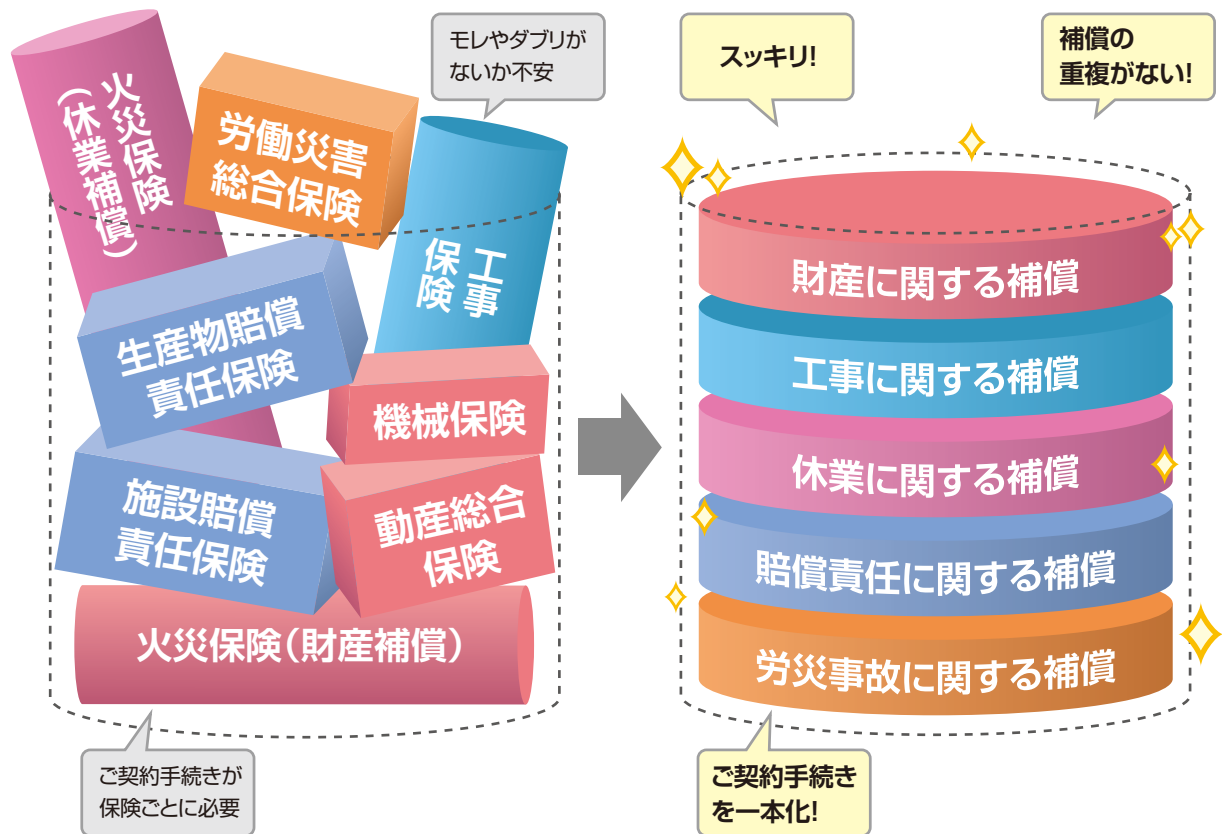 モレやダブりが
ないか不安
火災保険
（休業補償）
労働災害
総合保険
工事
保険
生産物賠償
責任保険
機械保険
施設賠償
責任保険
動産総合
保険
火災保険（財産補償）
ご契約手続きが
保険ごとに必要
スッキリ!
補償の
重複がない!
財産に関する補償
工事に関する補償
休業に関する補償
賠償責任に関する補償
労災事故に関する補償
ご契約手続き
を一本化!